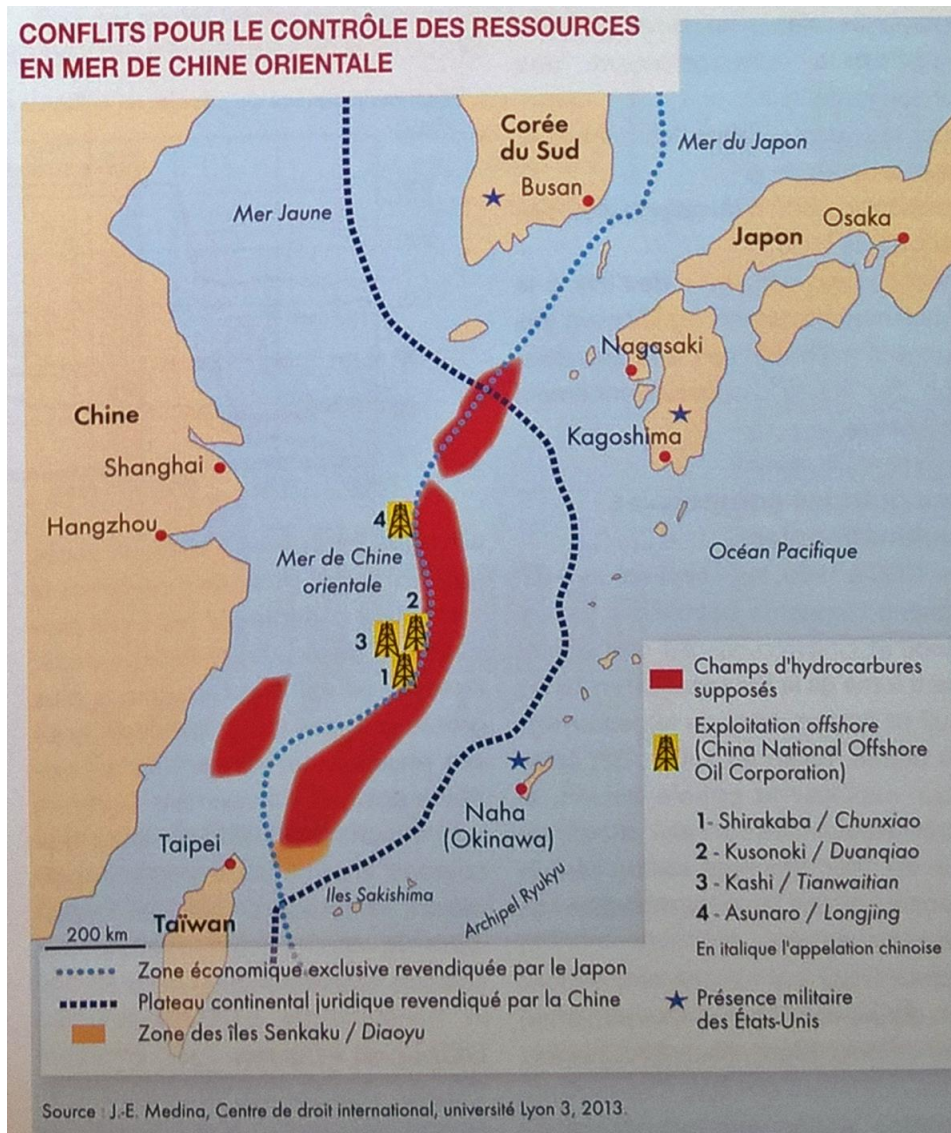 CONFLITS POUR LE CONTRÔLE DES RESSOURCES
EN MER DE CHINE ORIENTALE
Corée
du Sud
Busan
Mer du Japon
Mer Jaune
Osaka
Japon
Nagasaki
Chine
Kagoshima
Shanghai
Hangzhou
4
Mer de Chine
orientale
Océan Pacifique
2
3
1
Naha
(Okinawa)
Taipei
Iles Sakishima
Archipel Ryukyu
Taïwan
200 km
Champs d'hydrocarbures
supposés
Exploitation offshore
(China National Offshore
Oil Corporation)
1- Shirakaba / Chunxiao
2 - Kusonoki / Duanqiao
3 - Kashi / Tianwaitian
4 - Asunaro / Longjing
En italique l'appelation chinoise
Présence militaire
des États-Unis
Zone économique exclusive revendiquée par le Japon
Plateau continental juridique revendiqué par la Chine
Zone des îles Senkaku / Diaoyu
Source : J.-E. Medina, Centre de droit international, université Lyon 3, 2013.